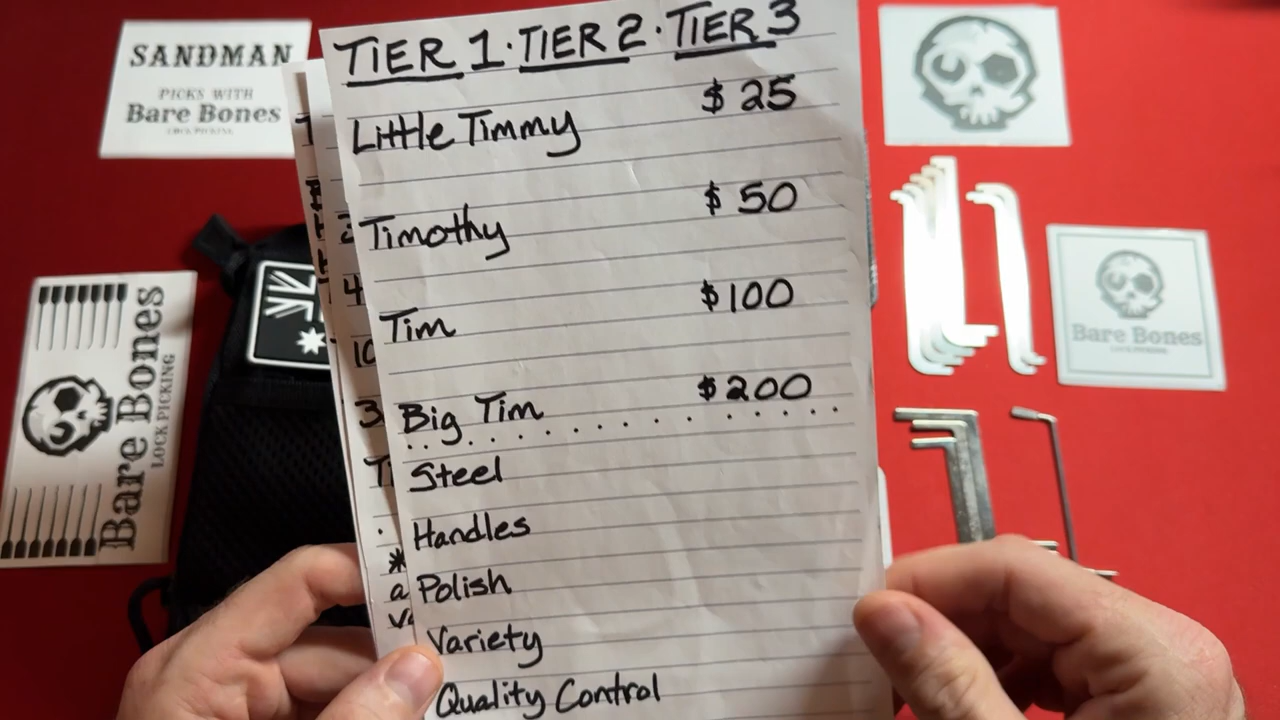 SANDMAN
PICKS WITH
Bare Bones
LOCK PICKING
TIER 1 · TIER 2 · TIER 3
Little Timmy $ 25
Timothy $ 50
Tim $100
Big Tim $200
Steel
Handles
Polish
Variety
Quality Control
Bare Bones
LOCK PICKING
Bare Bones
LOCK PICKING